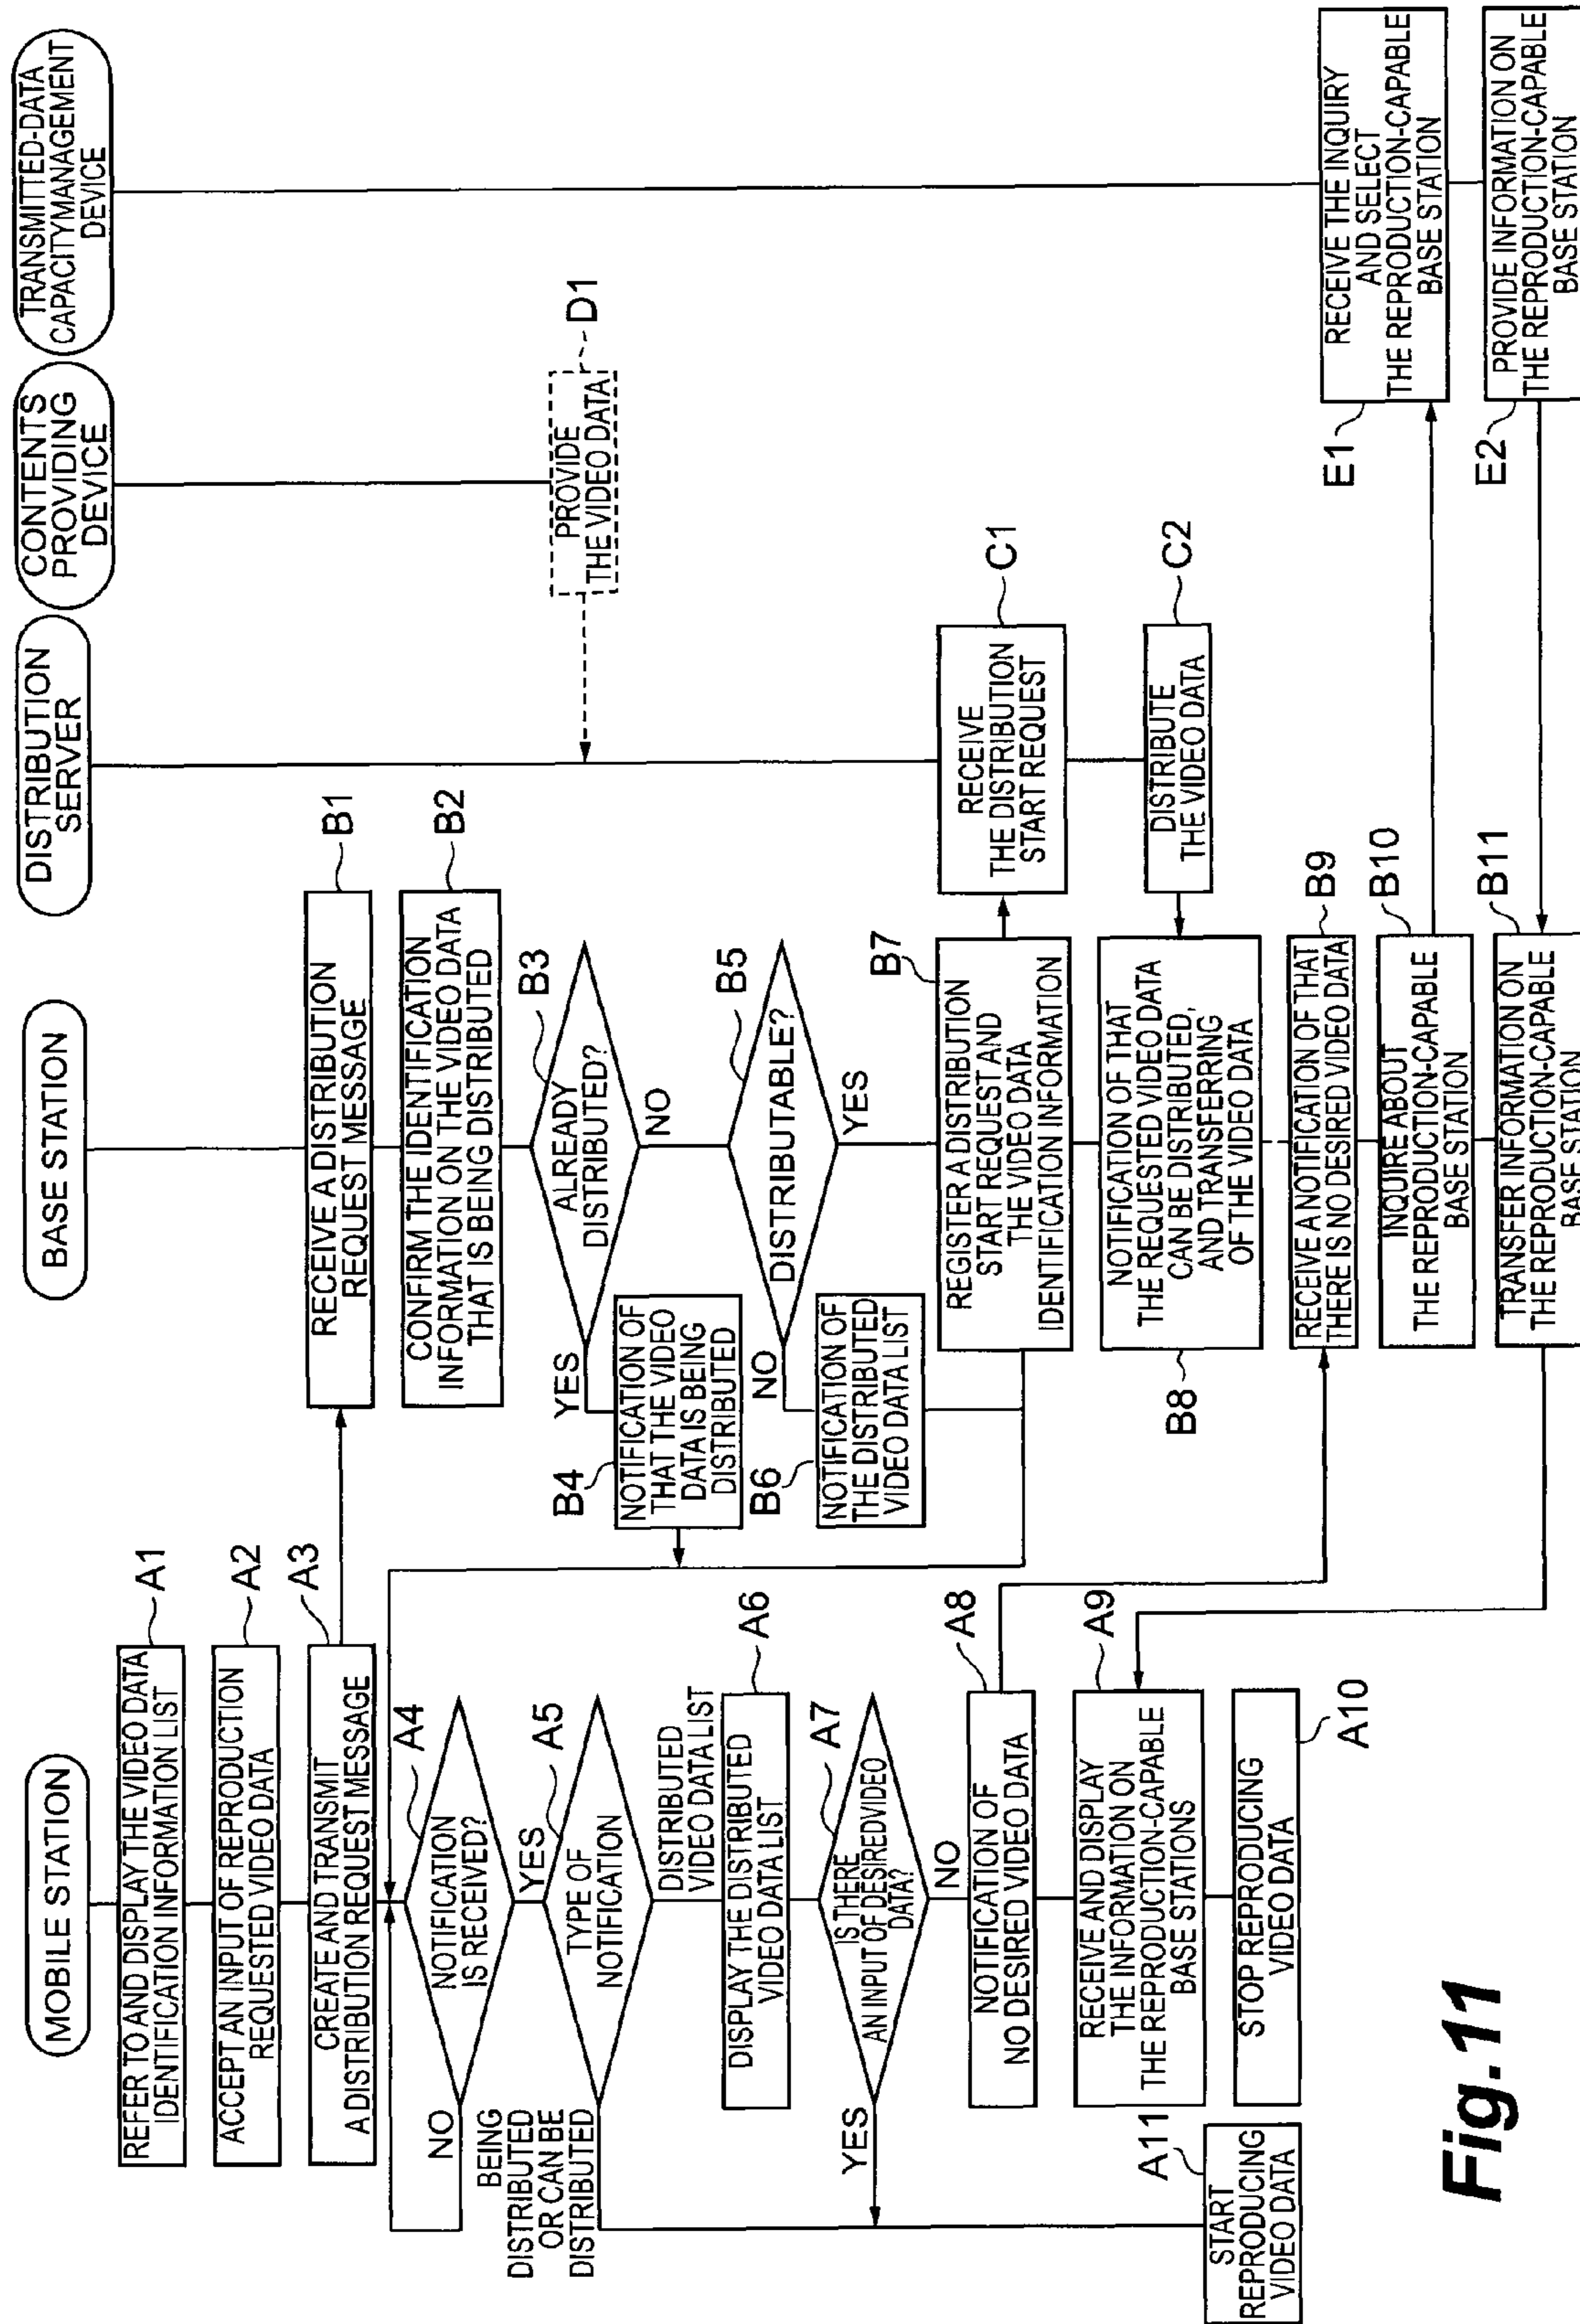 MOBILE STATION
REFER TO AND DISPLAY THE VIDEO DATA
IDENTIFICATION INFORMATION LIST
A1
ACCEPT AN INPUT OF REPRODUCTION
REQUESTED VIDEO DATA
A2
CREATE AND TRANSMIT
A DISTRIBUTION REQUEST MESSAGE
A3
NOTIFICATION
IS RECEIVED?
A4
NO
YES
TYPE OF
NOTIFICATION
A5
BEING
DISTRIBUTED
OR CAN BE
DISTRIBUTED
DISTRIBUTED
VIDEO DATA LIST
DISPLAY THE DISTRIBUTED
VIDEO DATA LIST
A6
IS THERE
AN INPUT OF DESIREDVIDEO
DATA?
A7
YES
NO
NOTIFICATION OF
NO DESIRED VIDEO DATA
A8
RECEIVE AND DISPLAY
THE INFORMATION ON
THE REPRODUCTION-CAPABLE
BASE STATIONS
A9
STOP REPRODUCING
VIDEO DATA
A10
START
REPRODUCING
VIDEO DATA
A11
BASE STATION
RECEIVE A DISTRIBUTION
REQUEST MESSAGE
B1
CONFIRM THE IDENTIFICATION
INFORMATION ON THE VIDEO DATA
THAT IS BEING DISTRIBUTED
B2
ALREADY
DISTRIBUTED?
B3
YES
NO
NOTIFICATION OF
THAT THE VIDEO
DATA IS BEING
DISTRIBUTED
B4
DISTRIBUTABLE?
B5
NO
YES
NOTIFICATION OF
THE DISTRIBUTED
VIDEO DATA LIST
B6
REGISTER A DISTRIBUTION
START REQUEST AND
THE VIDEO DATA
IDENTIFICATION INFORMATION
B7
NOTIFICATION OF THAT
THE REQUESTED VIDEO DATA
CAN BE DISTRIBUTED,
AND TRANSFERRING
OF THE VIDEO DATA
B8
RECEIVE A NOTIFICATION OF THAT
THERE IS NO DESIRED VIDEO DATA
B9
INQUIRE ABOUT
THE REPRODUCTION-CAPABLE
BASE STATION
B10
TRANSFER INFORMATION ON
THE REPRODUCTION-CAPABLE
BASE STATION
B11
DISTRIBUTION
SERVER
RECEIVE
THE DISTRIBUTION
START REQUEST
C1
DISTRIBUTE
THE VIDEO DATA
C2
CONTENTS
PROVIDING
DEVICE
PROVIDE
THE VIDEO DATA
D1
TRANSMITTED-DATA
CAPACITYMANAGEMENT
DEVICE
RECEIVE THE INQUIRY
AND SELECT
THE REPRODUCTION-CAPABLE
BASE STATION
E1
PROVIDE INFORMATION ON
THE REPRODUCTION-CAPABLE
BASE STATION
E2
Fig.11